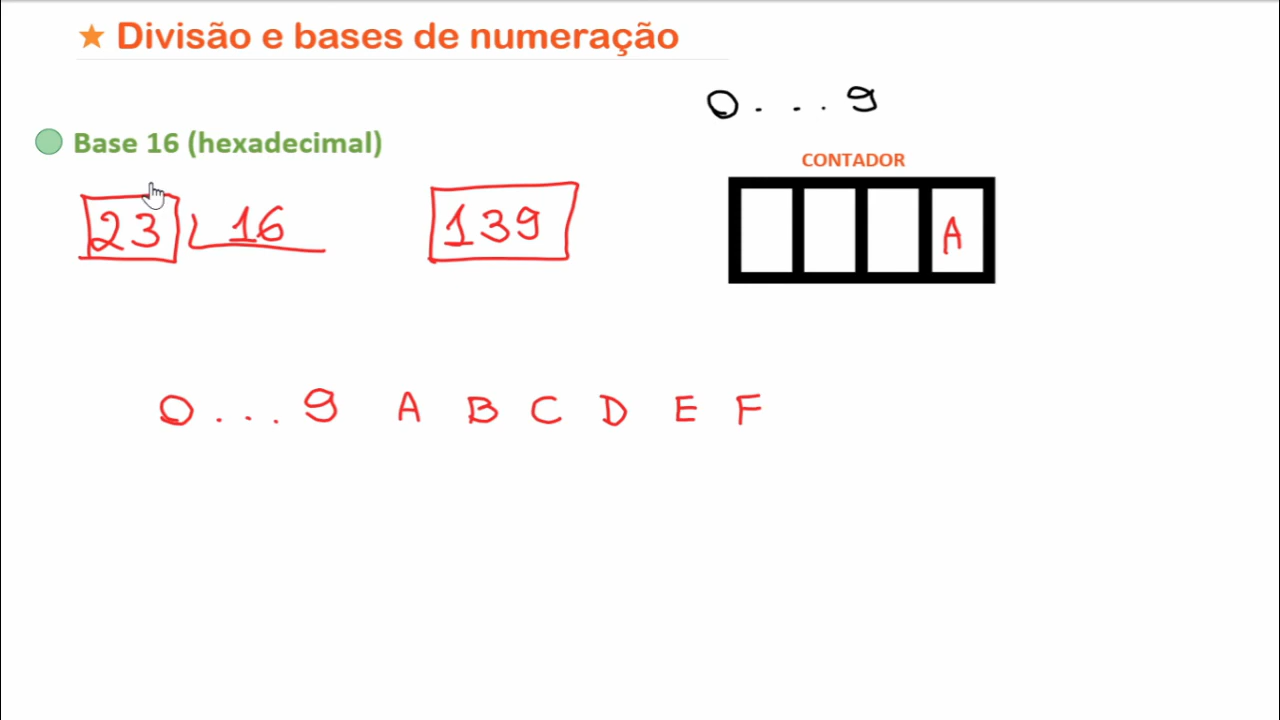 Divisão e bases de numeração
0 . . . 9
Base 16 (hexadecimal)
CONTADOR
23 16 139 A
0 . . . 9 A B C D E F